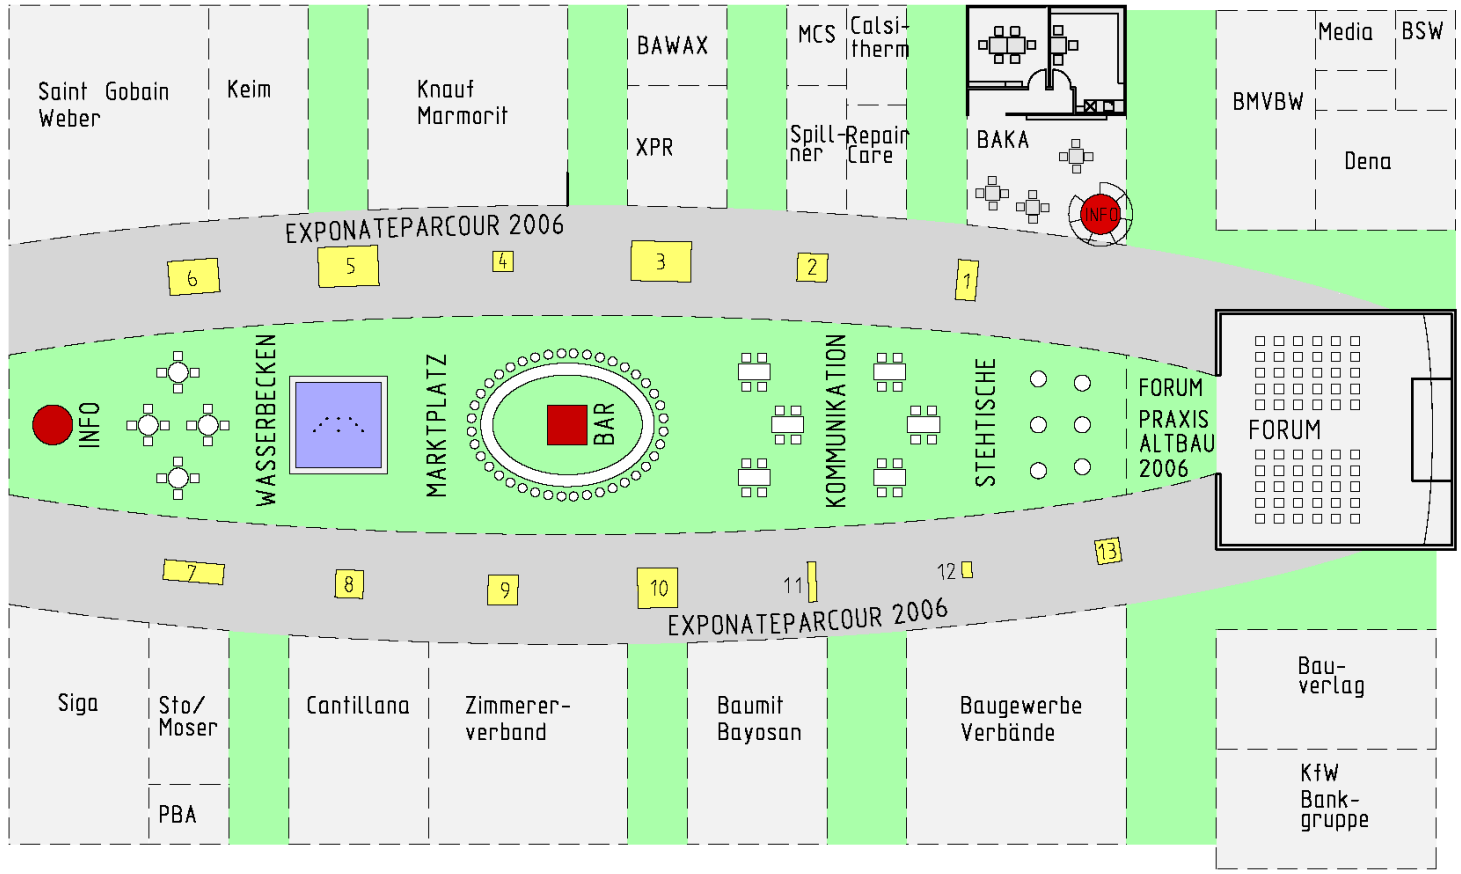 Saint Gobain
Weber
Keim
Knauf
Marmorit
BAWAX
XPR
MCS
Calsi-
therm
Spill-
ner
Repair
Care
BAKA
INFO
BMVBW
Media
BSW
Dena
EXPONATEPARCOUR 2006
6
5
4
3
2
1
INFO
WASSERBECKEN
MARKTPLATZ
BAR
KOMMUNIKATION
STEHTISCHE
FORUM
PRAXIS
ALTBAU
2006
FORUM
7
8
9
10
11
12
13
EXPONATEPARCOUR 2006
Siga
Sto/
Moser
PBA
Cantillana
Zimmerer-
verband
Baumit
Bayosan
Baugewerbe
Verbände
Bau-
verlag
KfW
Bank-
gruppe